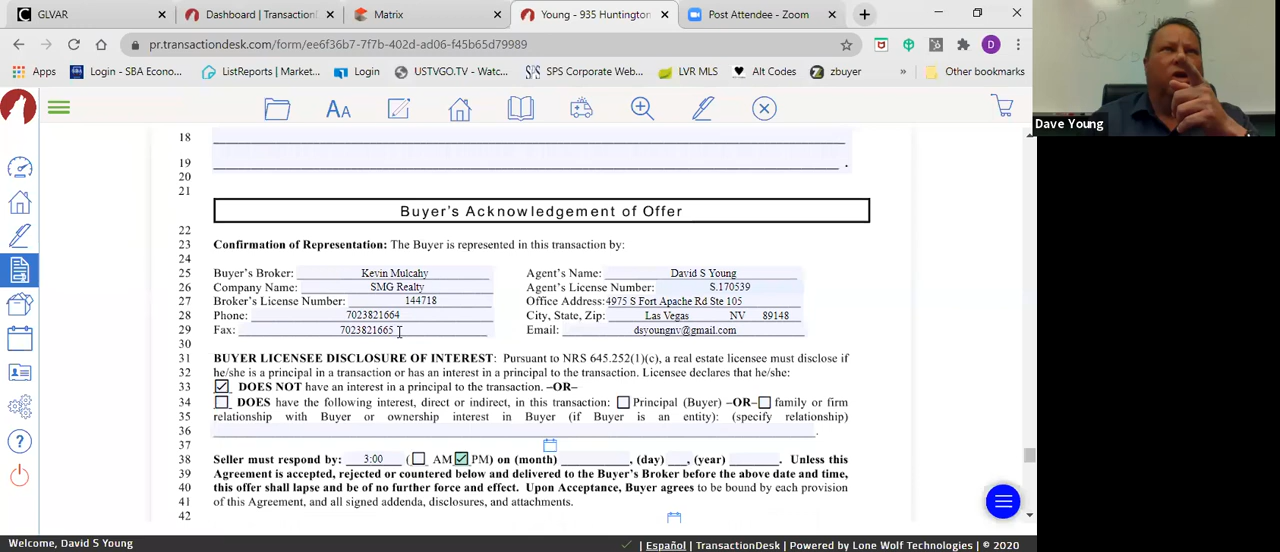 GLVAR
Dashboard | Transaction
Matrix
Young - 935 Huntington
Post Attendee - Zoom
pr.transactiondesk.com/form/ee6f36b7-7f7b-402d-ad06-f45b65d79989
D
Apps
Login - SBA Econo...
ListReports | Market...
Login
USTVGO.TV - Watc...
SPS Corporate Web...
LVR MLS
Alt Codes
zbuyer
»
Other bookmarks
Dave Young
18
19 .
20
21
Buyer's Acknowledgement of Offer
22
23 Confirmation of Representation: The Buyer is represented in this transaction by:
24
25 Buyer's Broker: Kevin Mulcahy Agent's Name: David S Young
26 Company Name: SMG Realty Agent's License Number: S.170539
27 Broker's License Number: 144718 Office Address: 4975 S Fort Apache Rd Ste 105
28 Phone: 7023821664 City, State, Zip: Las Vegas NV 89148
29 Fax: 7023821665 Email: dsyoungnv@gmail.com
30
31 BUYER LICENSEE DISCLOSURE OF INTEREST: Pursuant to NRS 645.252(1)(c), a real estate licensee must disclose if
32 he/she is a principal in a transaction or has an interest in a principal to the transaction. Licensee declares that he/she:
33 DOES NOT have an interest in a principal to the transaction. –OR–
34 DOES have the following interest, direct or indirect, in this transaction: Principal (Buyer) –OR– family or firm
35 relationship with Buyer or ownership interest in Buyer (if Buyer is an entity): (specify relationship)
36 .
37
38 Seller must respond by: 3:00 ( AM PM) on (month) , (day) , (year) . Unless this
39 Agreement is accepted, rejected or countered below and delivered to the Buyer's Broker before the above date and time,
40 this offer shall lapse and be of no further force and effect. Upon Acceptance, Buyer agrees to be bound by each provision
41 of this Agreement, and all signed addenda, disclosures, and attachments.
42
Welcome, David S Young
Español | TransactionDesk | Powered by Lone Wolf Technologies | © 2020